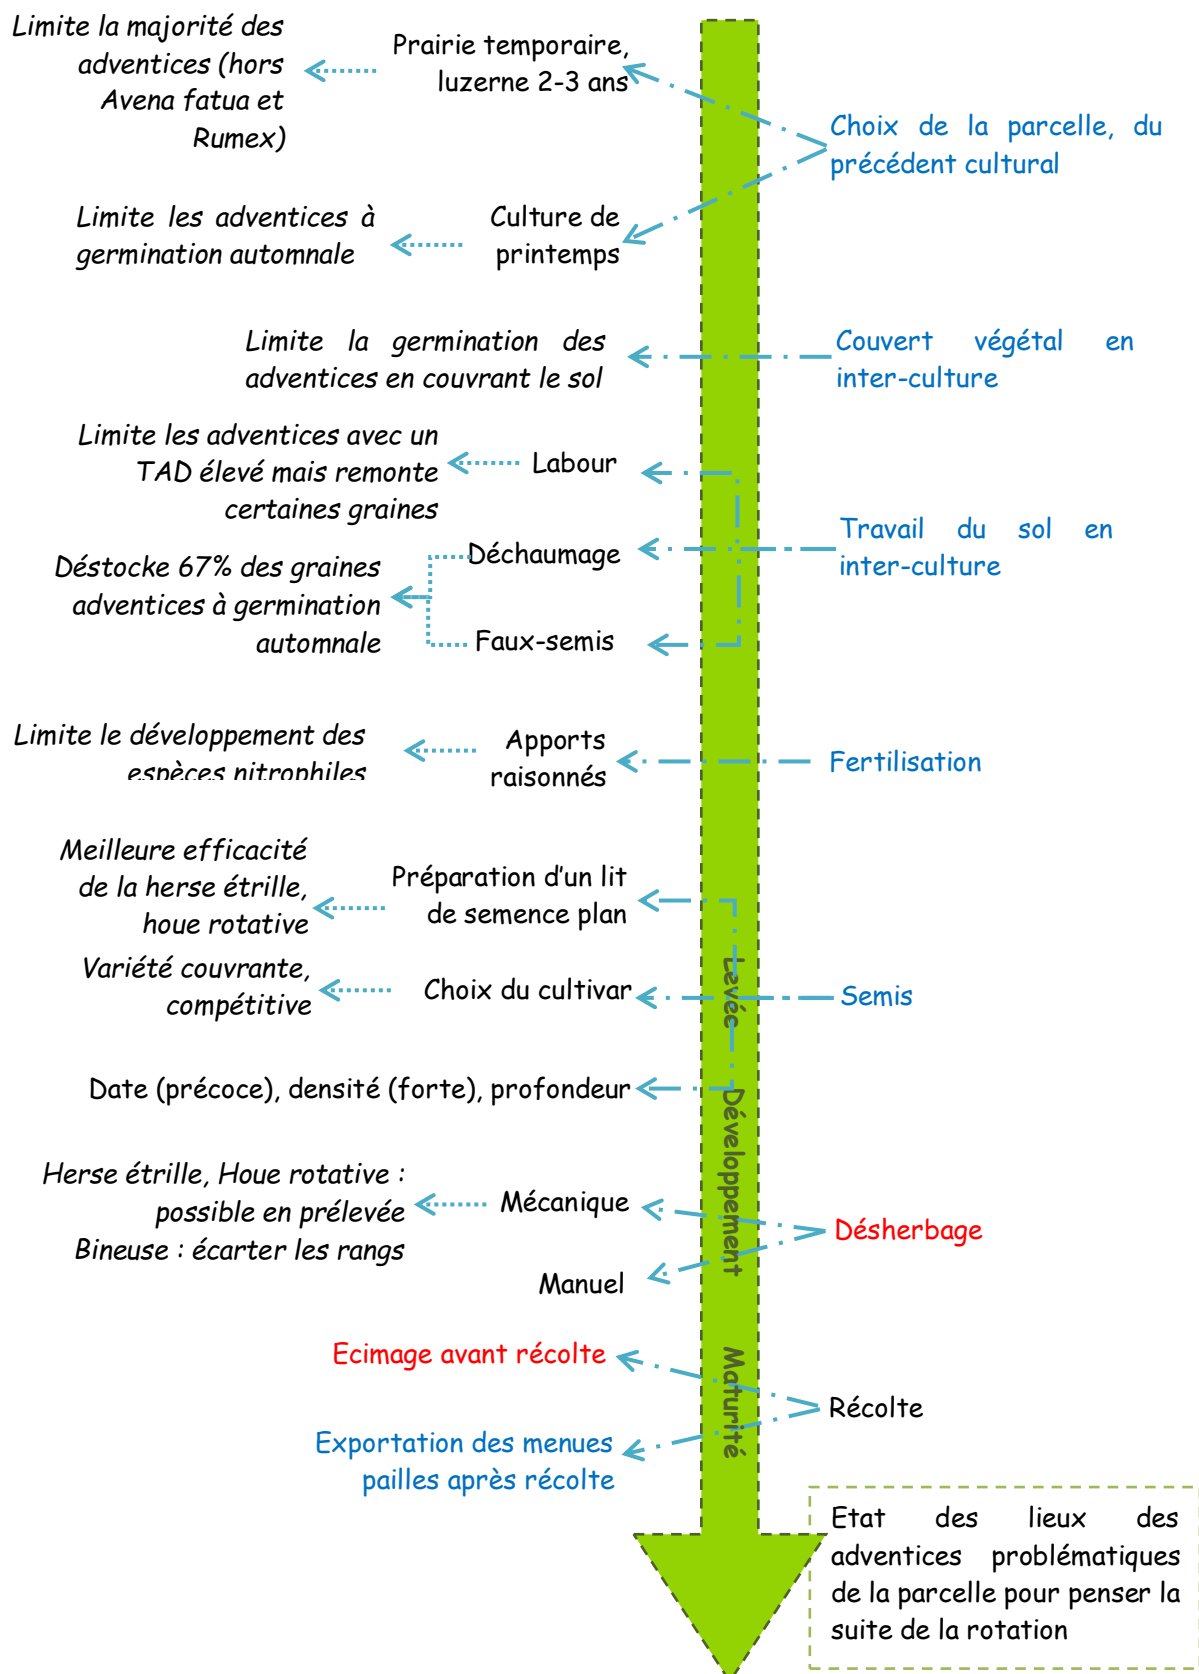 Limite la majorité des
adventices (hors
Avena fatua et
Rumex)
Prairie temporaire,
luzerne 2-3 ans
Choix de la parcelle, du
précédent cultural
Limite les adventices à
germination automnale
Culture de
printemps
Limite la germination des
adventices en couvrant le sol
Couvert végétal en
inter-culture
Limite les adventices avec un
TAD élevé mais remonte
certaines graines
Labour
Déchaumage
Travail du sol en
inter-culture
Déstocke 67% des graines
adventices à germination
automnale
Faux-semis
Limite le développement des
espèces nitrophiles
Apports
raisonnés
Fertilisation
Meilleure efficacité
de la herse étrille,
houe rotative
Préparation d'un lit
de semence plan
Variété couvrante,
compétitive
Choix du cultivar
Levée
Semis
Date (précoce), densité (forte), profondeur
Développement
Herse étrille, Houe rotative :
possible en prélevée
Bineuse : écarter les rangs
Mécanique
Désherbage
Manuel
Ecimage avant récolte
Maturité
Récolte
Exportation des menues
pailles après récolte
Etat des lieux des
adventices problématiques
de la parcelle pour penser la
suite de la rotation